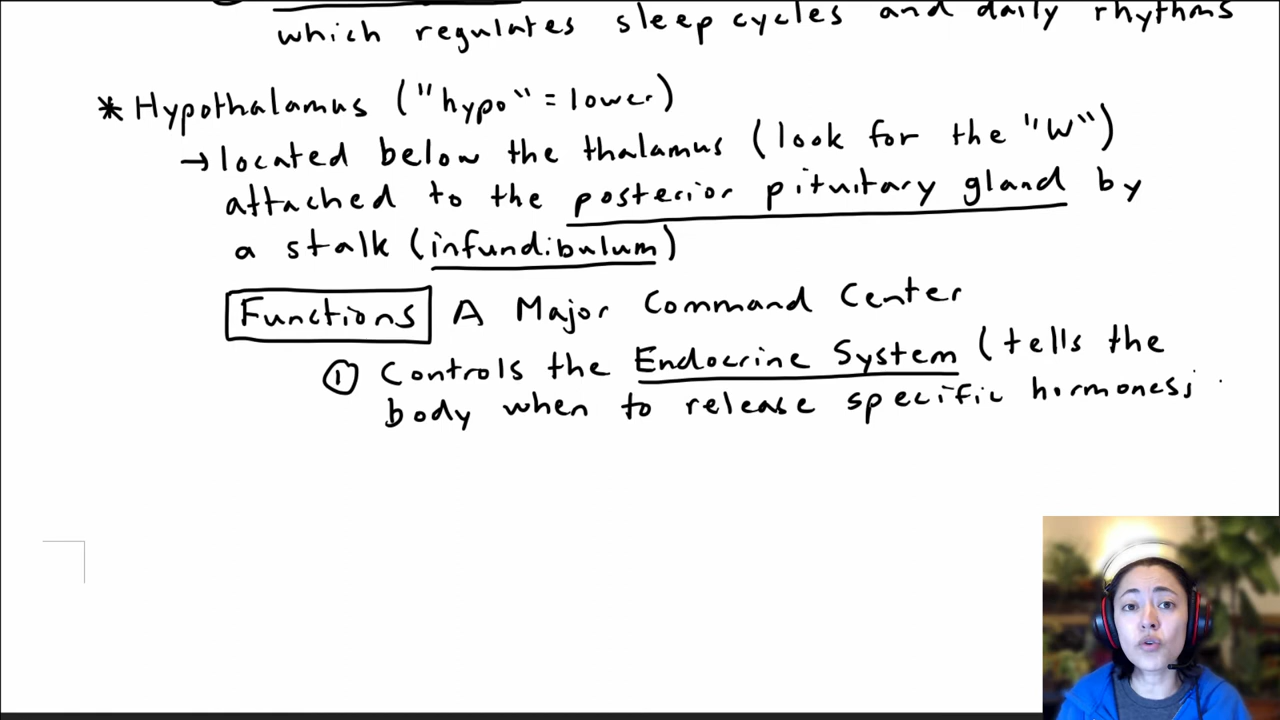 which regulates sleep cycles and daily rhythms
* Hypothalamus ("hypo" = lower)
→ located below the thalamus (look for the "W")
attached to the posterior pituitary gland by
a stalk (infundibulum)
Functions A Major Command Center
① Controls the Endocrine System (tells the
body when to release specific hormones;